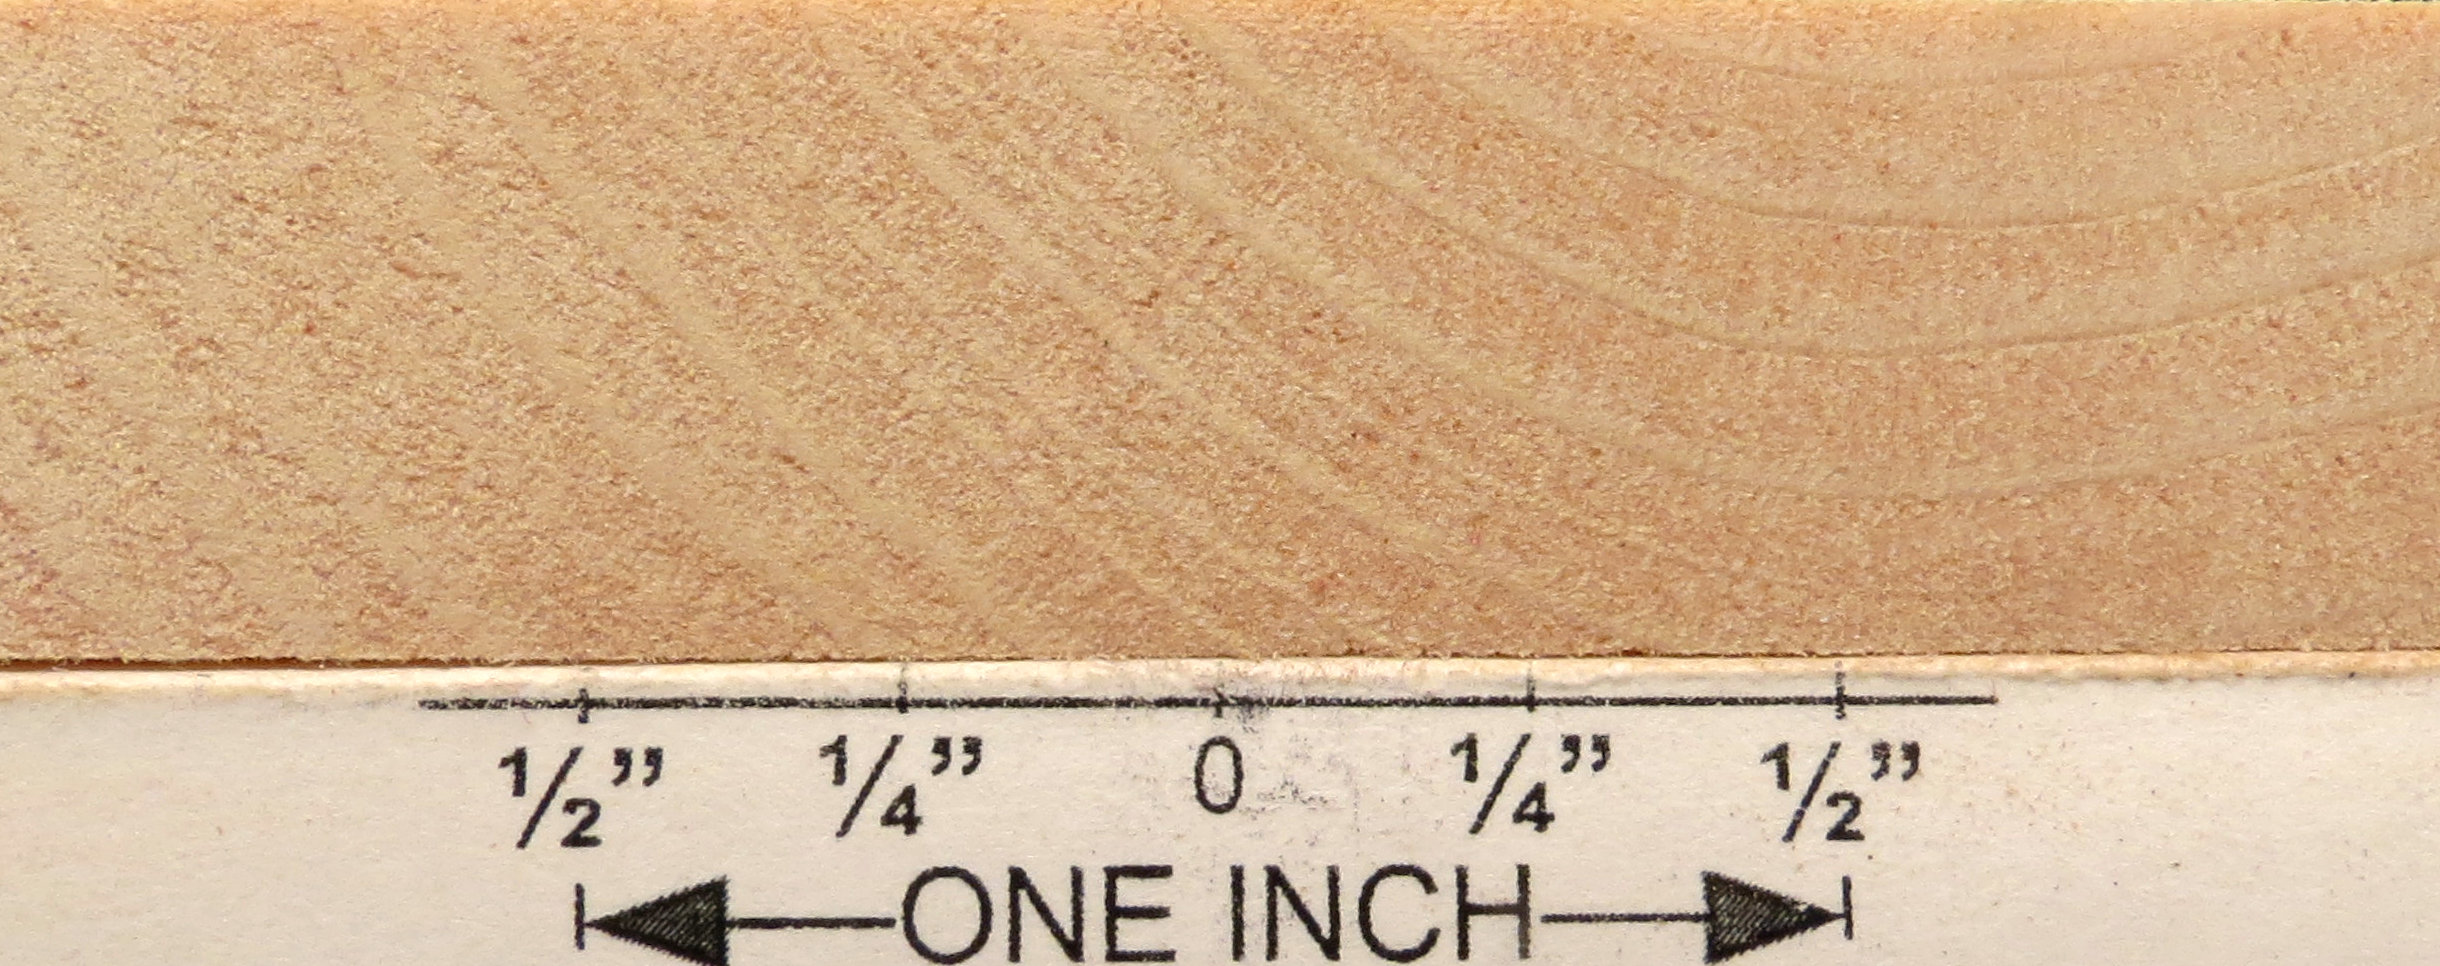 1/2” 1/4” 0 1/4” 1/2”
ONE INCH